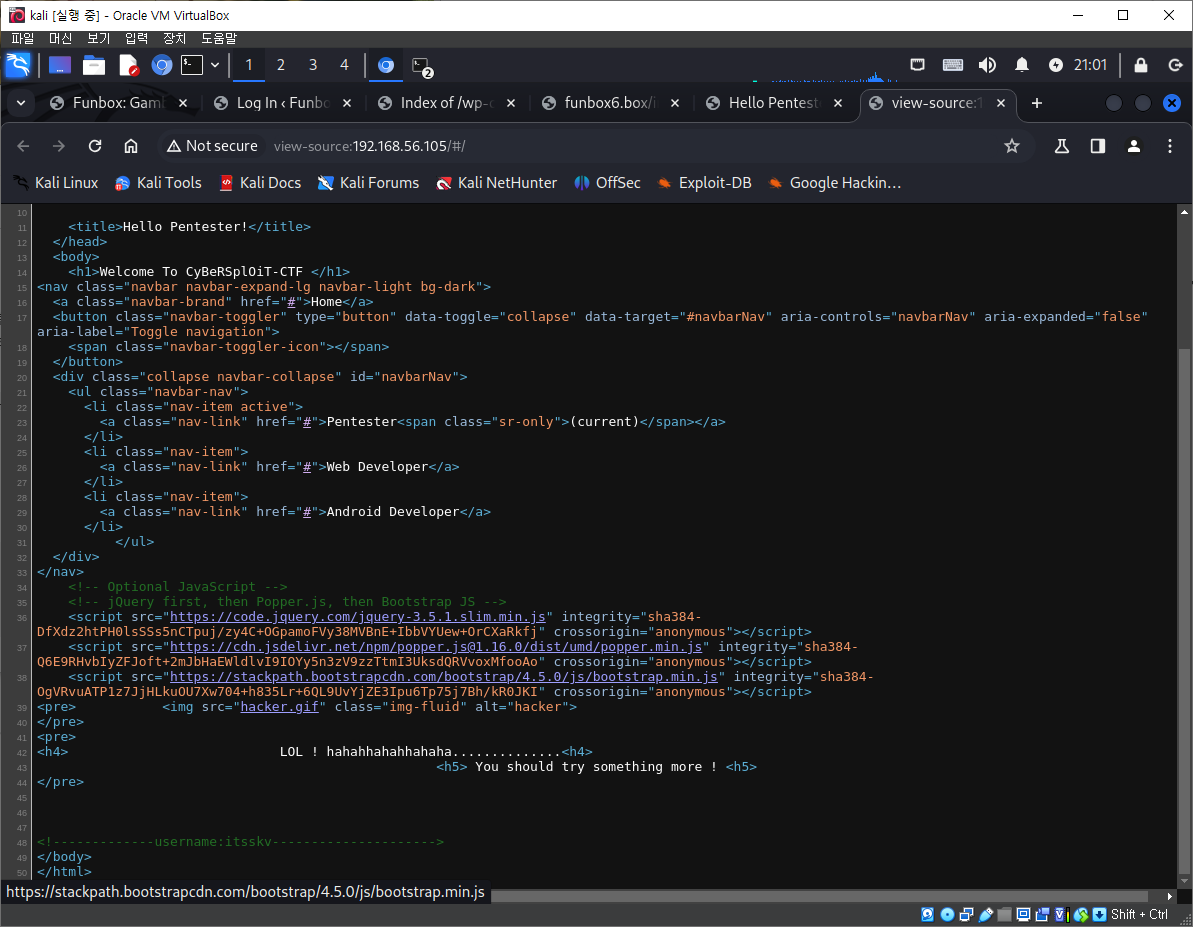 kali [실행 중] - Oracle VM VirtualBox
파일 머신 보기 입력 장치 도움말
1 2 3 4 2 21:01
Funbox: Gam Log In ‹ Funbo Index of /wp-c funbox6.box/i Hello Pentest view-source:1
Not secure view-source:192.168.56.105/#/
Kali Linux Kali Tools Kali Docs Kali Forums Kali NetHunter OffSec Exploit-DB Google Hackin…
10
11 <title>Hello Pentester!</title>
12 </head>
13 <body>
14 <h1>Welcome To CyBeRSplOiT-CTF </h1>
15 <nav class="navbar navbar-expand-lg navbar-light bg-dark">
16 <a class="navbar-brand" href="#">Home</a>
17 <button class="navbar-toggler" type="button" data-toggle="collapse" data-target="#navbarNav" aria-controls="navbarNav" aria-expanded="false"
aria-label="Toggle navigation">
18 <span class="navbar-toggler-icon"></span>
19 </button>
20 <div class="collapse navbar-collapse" id="navbarNav">
21 <ul class="navbar-nav">
22 <li class="nav-item active">
23 <a class="nav-link" href="#">Pentester<span class="sr-only">(current)</span></a>
24 </li>
25 <li class="nav-item">
26 <a class="nav-link" href="#">Web Developer</a>
27 </li>
28 <li class="nav-item">
29 <a class="nav-link" href="#">Android Developer</a>
30 </li>
31 </ul>
32 </div>
33 </nav>
34 <!-- Optional JavaScript -->
35 <!-- jQuery first, then Popper.js, then Bootstrap JS -->
36 <script src="https://code.jquery.com/jquery-3.5.1.slim.min.js" integrity="sha384-
DfXdz2htPH0lsSSs5nCTpuj/zy4C+OGpamoFVy38MVBnE+IbbVYUew+OrCXaRkfj" crossorigin="anonymous"></script>
37 <script src="https://cdn.jsdelivr.net/npm/popper.js@1.16.0/dist/umd/popper.min.js" integrity="sha384-
Q6E9RHvbIyZFJoft+2mJbHaEWldlvI9IOYy5n3zV9zzTtmI3UksdQRVvoxMfooAo" crossorigin="anonymous"></script>
38 <script src="https://stackpath.bootstrapcdn.com/bootstrap/4.5.0/js/bootstrap.min.js" integrity="sha384-
OgVRvuATP1z7JjHLkuOU7Xw704+h835Lr+6QL9UvYjZE3Ipu6Tp75j7Bh/kR0JKI" crossorigin="anonymous"></script>
39 <pre> <img src="hacker.gif" class="img-fluid" alt="hacker">
40 </pre>
41 <pre>
42 <h4> LOL ! hahahhahahhahaha..............<h4>
43 <h5> You should try something more ! <h5>
44 </pre>
45
46
47
48 <!-------------username:itsskv--------------------->
49 </body>
50 </html>
https://stackpath.bootstrapcdn.com/bootstrap/4.5.0/js/bootstrap.min.js
Shift + Ctrl